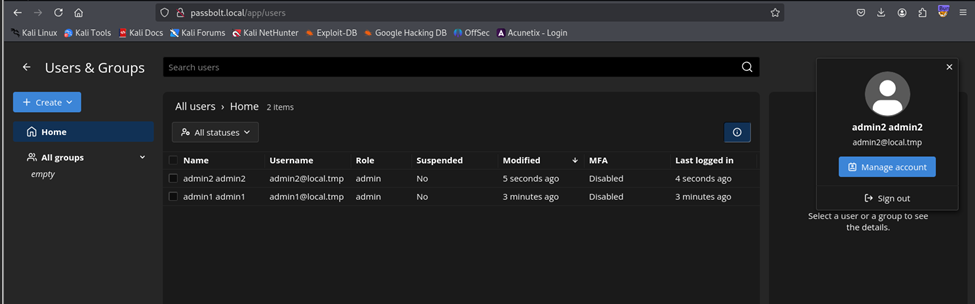 passbolt.local/app/users
Kali Linux Kali Tools Kali Docs Kali Forums Kali NetHunter Exploit-DB Google Hacking DB OffSec Acunetix - Login
Users & Groups
Search users
Create
Home
All groups
empty
All users › Home 2 items
All statuses
Name Username Role Suspended Modified MFA Last logged in
admin2 admin2 admin2@local.tmp admin No 5 seconds ago Disabled 4 seconds ago
admin1 admin1 admin1@local.tmp admin No 3 minutes ago Disabled 3 minutes ago
admin2 admin2
admin2@local.tmp
Manage account
Sign out
Select a user or a group to see
the details.